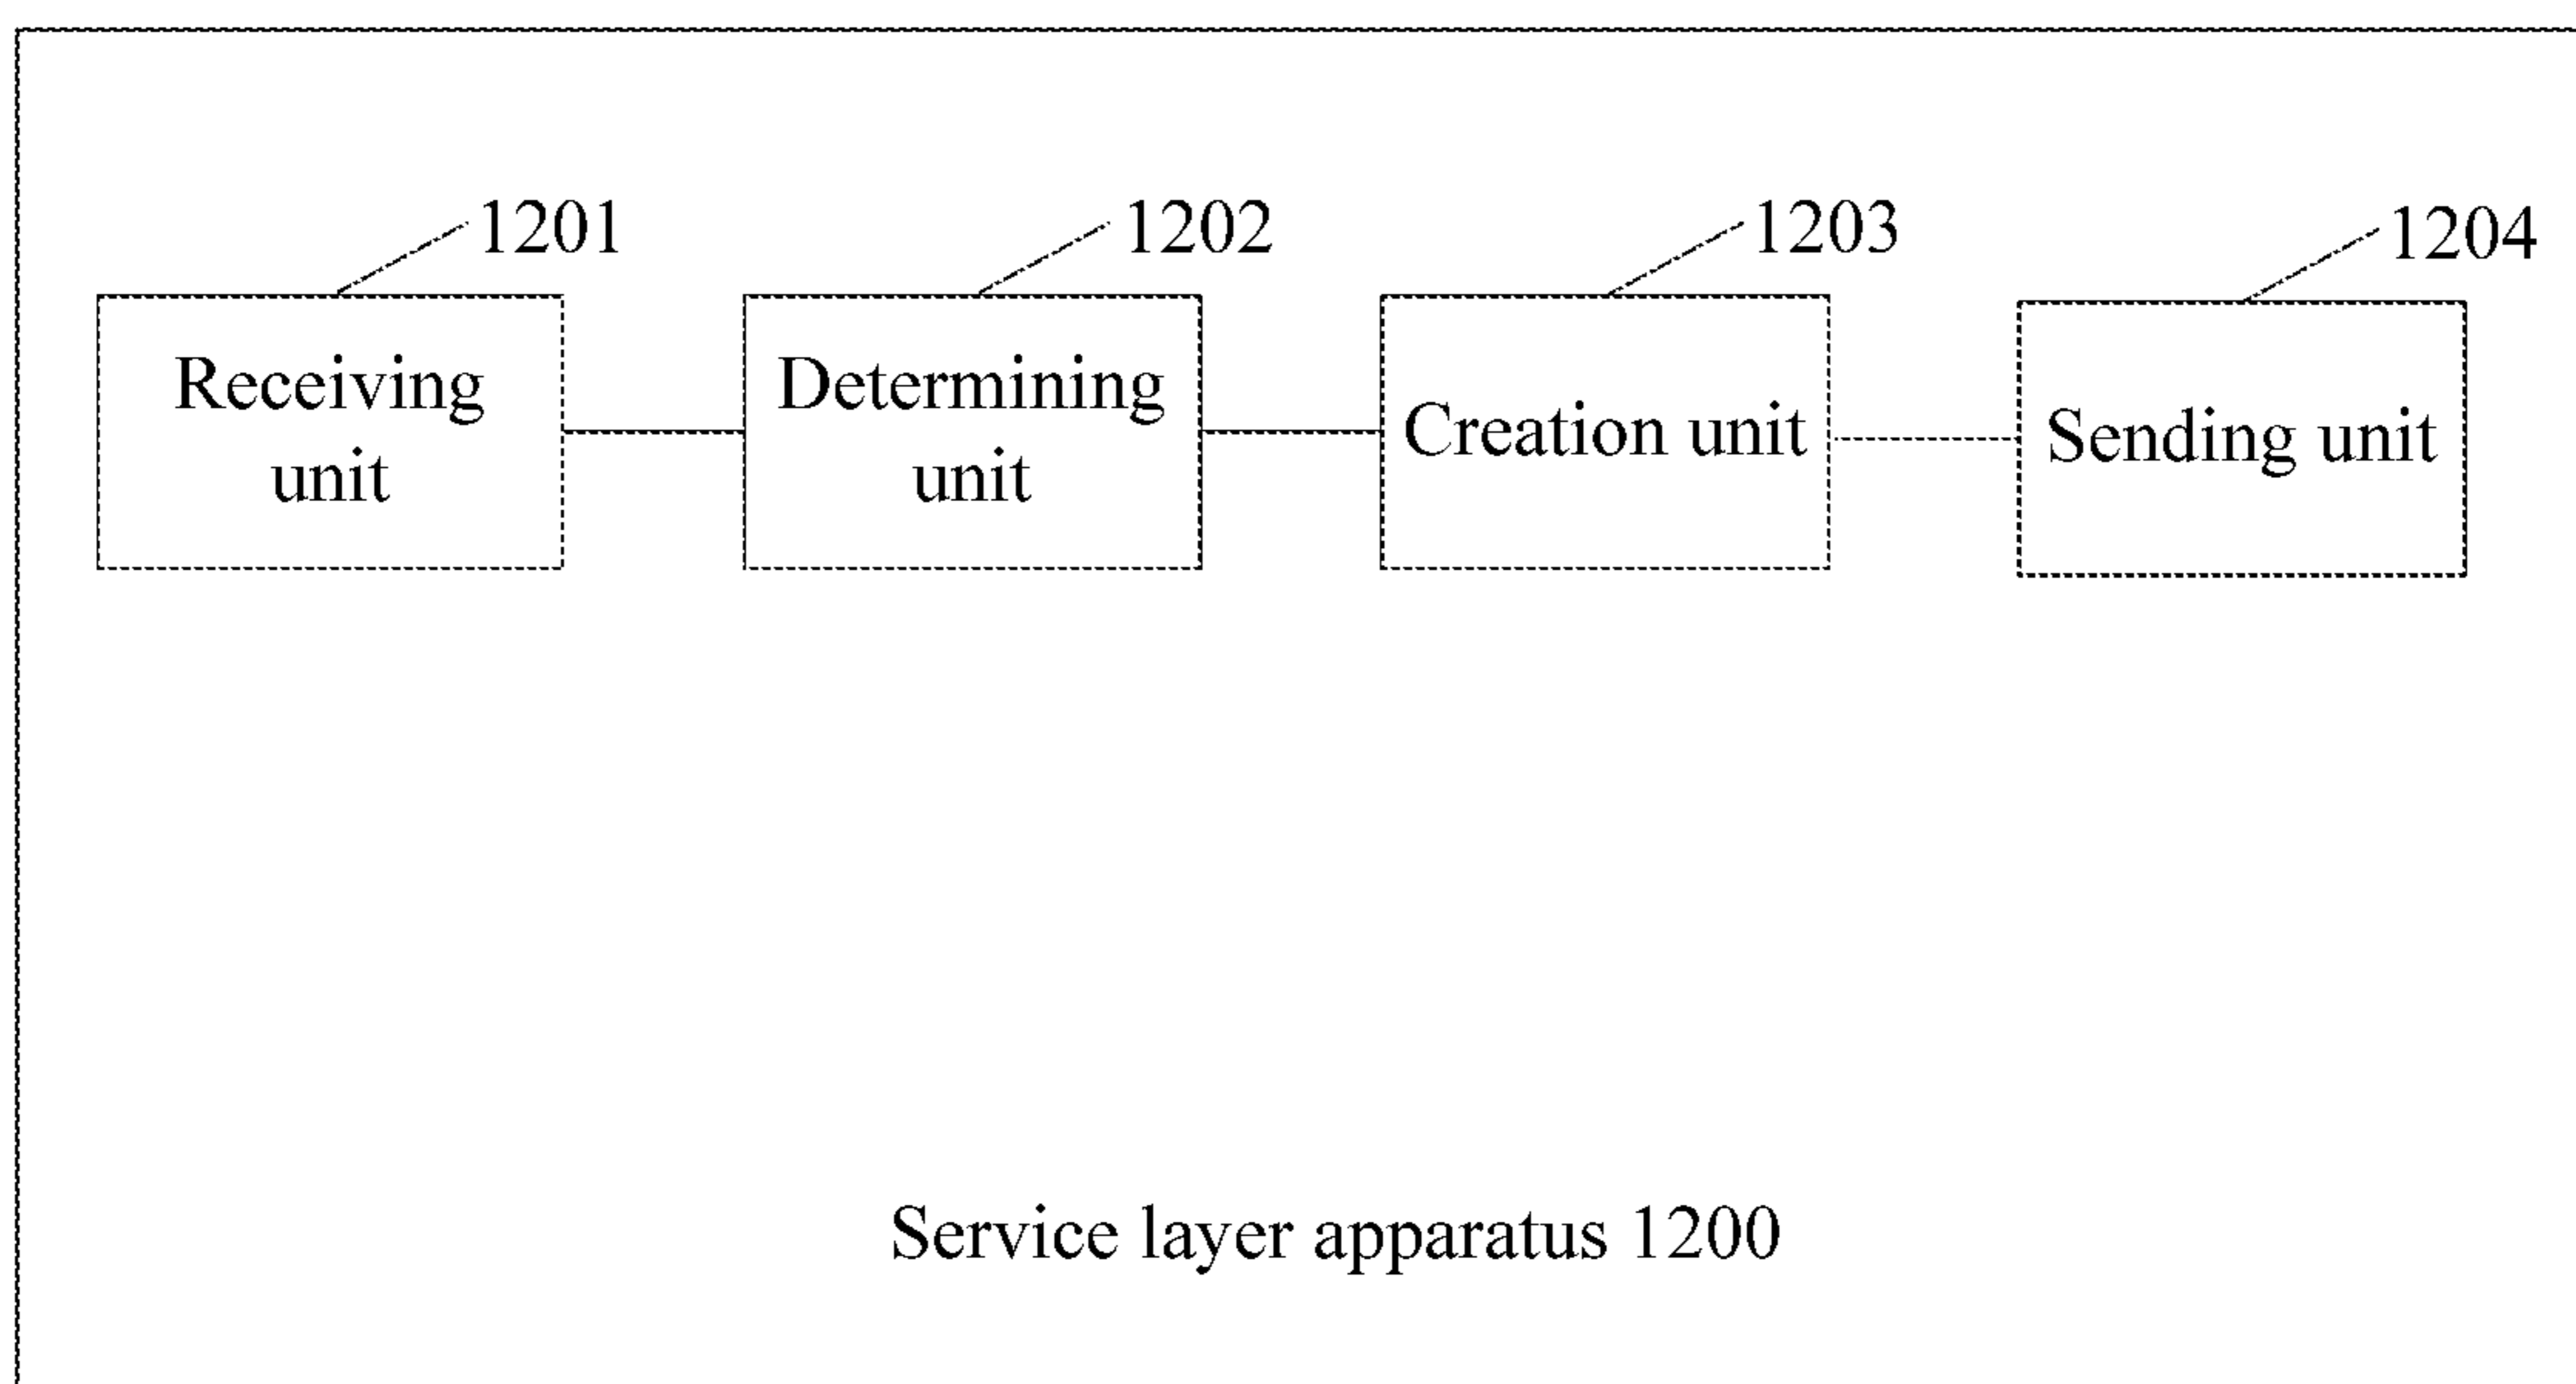 1201
1202
1203
1204
Receiving
unit
Determining
unit
Creation unit
Sending unit
Service layer apparatus 1200